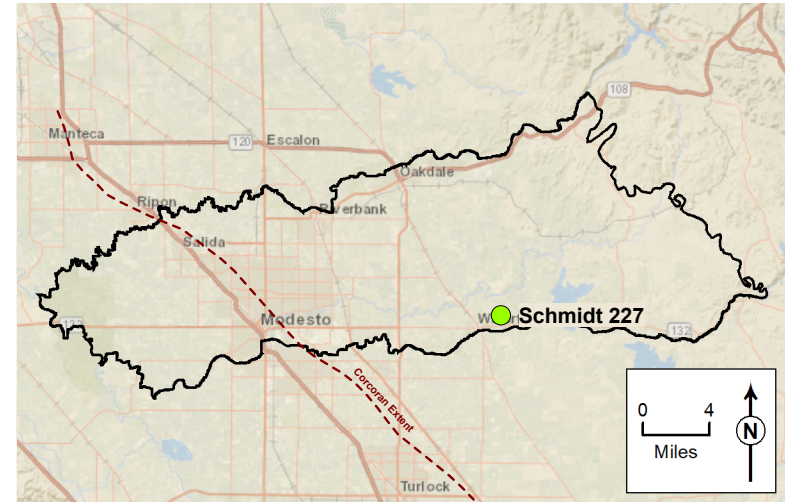 108
Manteca
120
Escalon
Oakdale
Ripon
Riverbank
Salida
Modesto
Schmidt 227
132
132
Corcoran Extent
0 4
Miles
N
Turlock